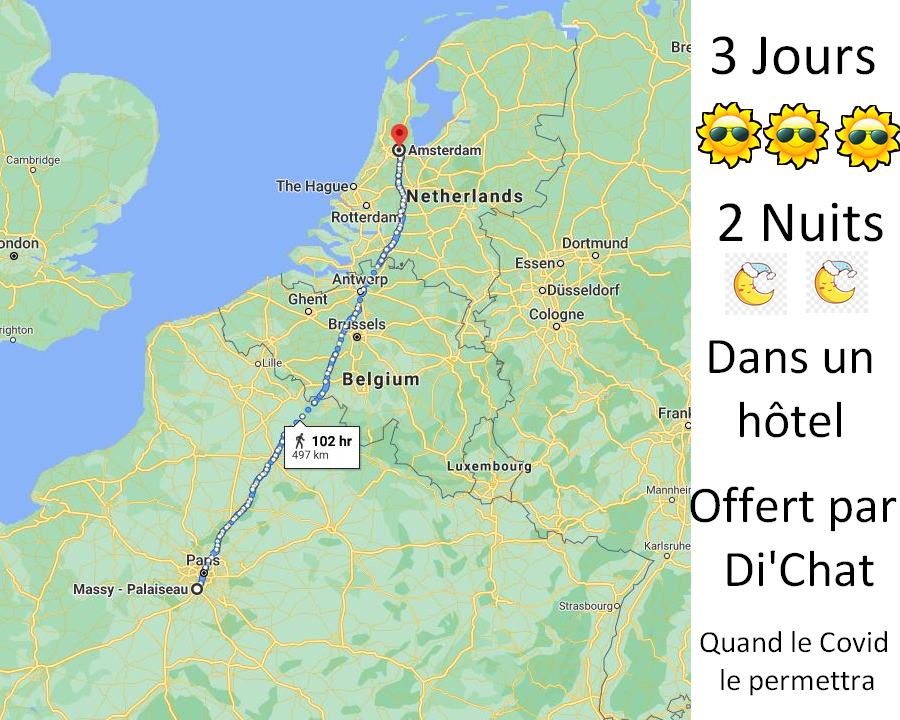 Bre
Cambridge
Amsterdam
The Hague
Netherlands
Rotterdam
ondon
Dortmund
Essen
Antwerp
Düsseldorf
Ghent
Cologne
righton
Brussels
Lille
Belgium
Frank
102 hr
497 km
Luxembourg
Mannhein
Karlsruhe
Paris
Massy - Palaiseau
Strasbourg
3 Jours
2 Nuits
Dans un
hôtel
Offert par
Di'Chat
Quand le Covid
le permettra